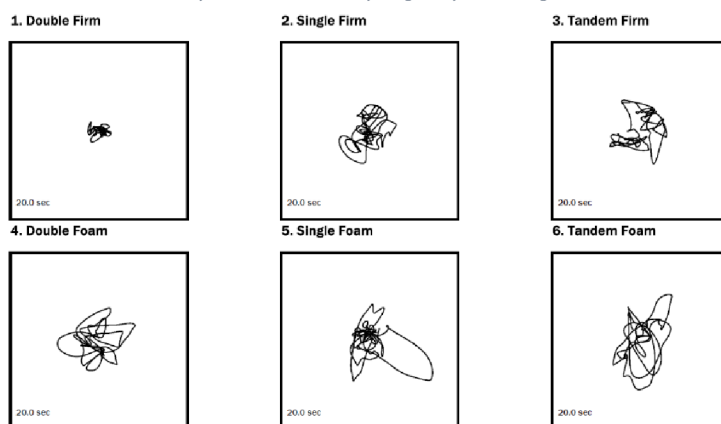 1. Double Firm
2. Single Firm
3. Tandem Firm
20.0 sec
20.0 sec
20.0 sec
4. Double Foam
5. Single Foam
6. Tandem Foam
20.0 sec
20.0 sec
20.0 sec